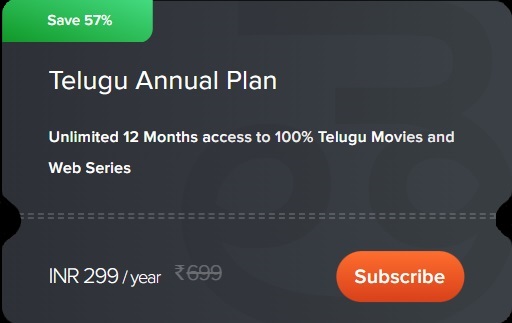 Save 57%
Telugu Annual Plan
Unlimited 12 Months access to 100% Telugu Movies and
Web Series
INR 299 / year ₹699
Subscribe